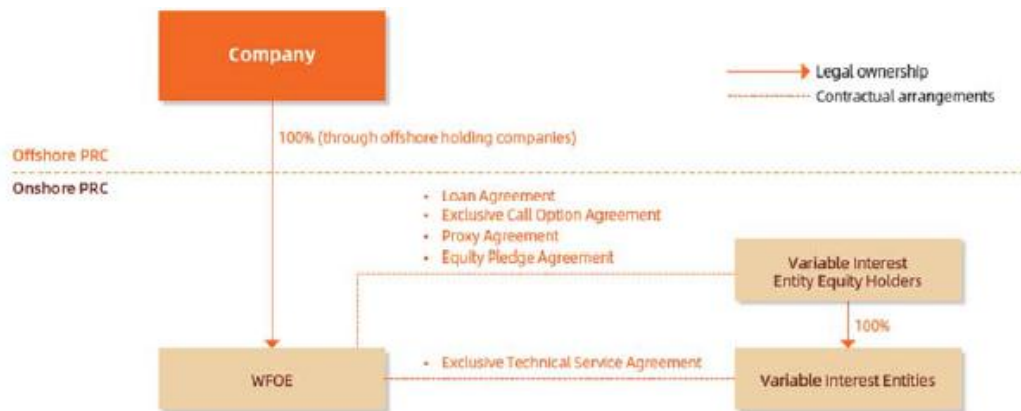 Company
Legal ownership
Contractual arrangements
100% (through offshore holding companies)
Offshore PRC
Onshore PRC
• Loan Agreement
• Exclusive Call Option Agreement
• Proxy Agreement
• Equity Pledge Agreement
Variable Interest
Entity Equity Holders
100%
WFOE
• Exclusive Technical Service Agreement
Variable Interest Entities